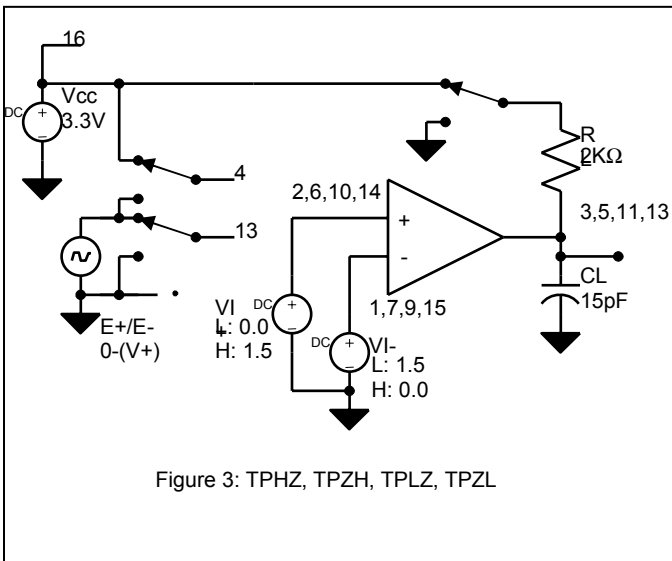 16
DC
Vcc
3.3V
4
13
E+/E-
0-(V+)
2,6,10,14
+
-
1,7,9,15
DC
VI
+
L: 0.0
H: 1.5
DC
VI-
L: 1.5
H: 0.0
R
2KΩ
3,5,11,13
CL
15pF
Figure 3: TPHZ, TPZH, TPLZ, TPZL